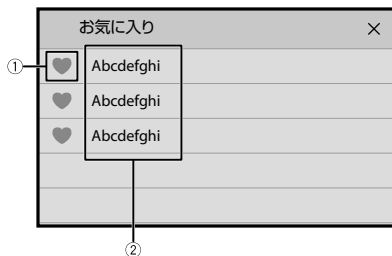 お気に入り ×
① Abcdefghi
Abcdefghi
Abcdefghi
②